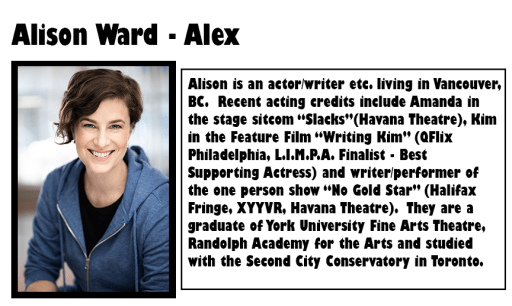 Alison Ward - Alex
Alison is an actor/writer etc. living in Vancouver,
BC. Recent acting credits include Amanda in
the stage sitcom “Slacks”(Havana Theatre), Kim
in the Feature Film “Writing Kim” (QFlix
Philadelphia, L.I.M.P.A. Finalist - Best
Supporting Actress) and writer/performer of
the one person show “No Gold Star” (Halifax
Fringe, XYYVR, Havana Theatre). They are a
graduate of York University Fine Arts Theatre,
Randolph Academy for the Arts and studied
with the Second City Conservatory in Toronto.